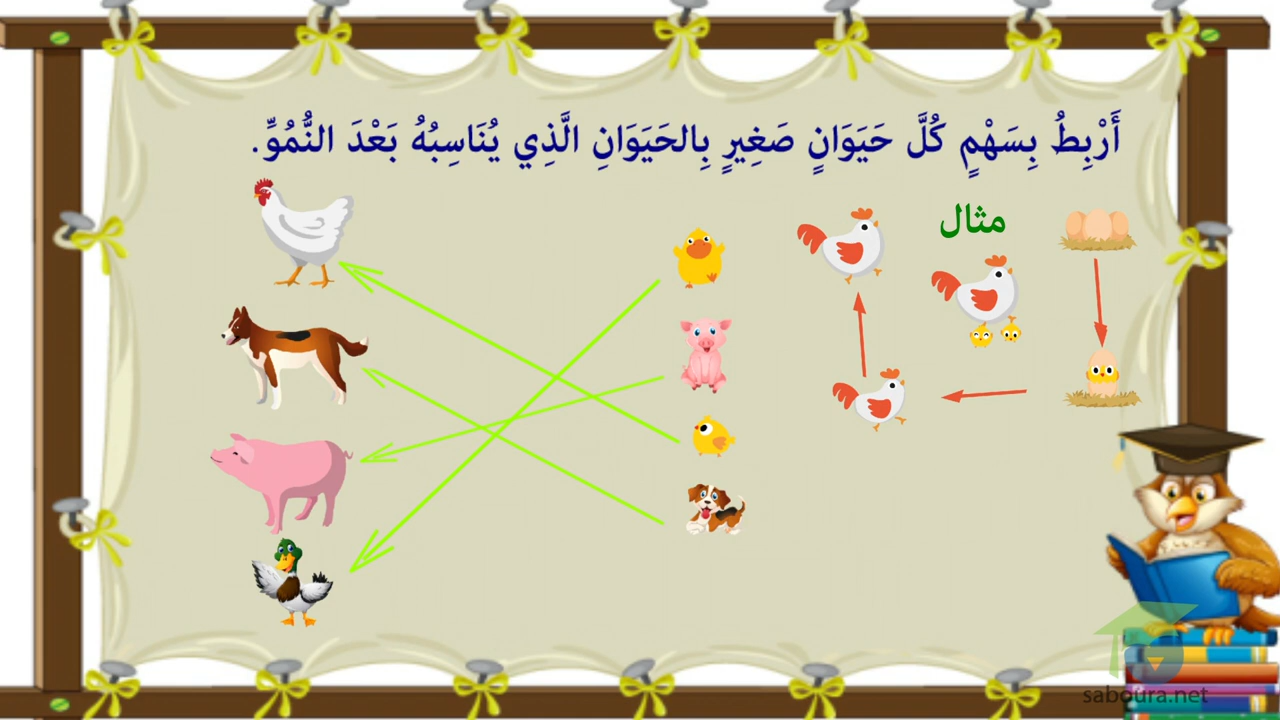 أَرْبِطُ بِسَهْمٍ كُلَّ حَيَوَانٍ صَغِيرٍ بِالحَيَوَانِ الَّذِي يُنَاسِبُهُ بَعْدَ النُّمُوِّ.
مثال
saboura.net